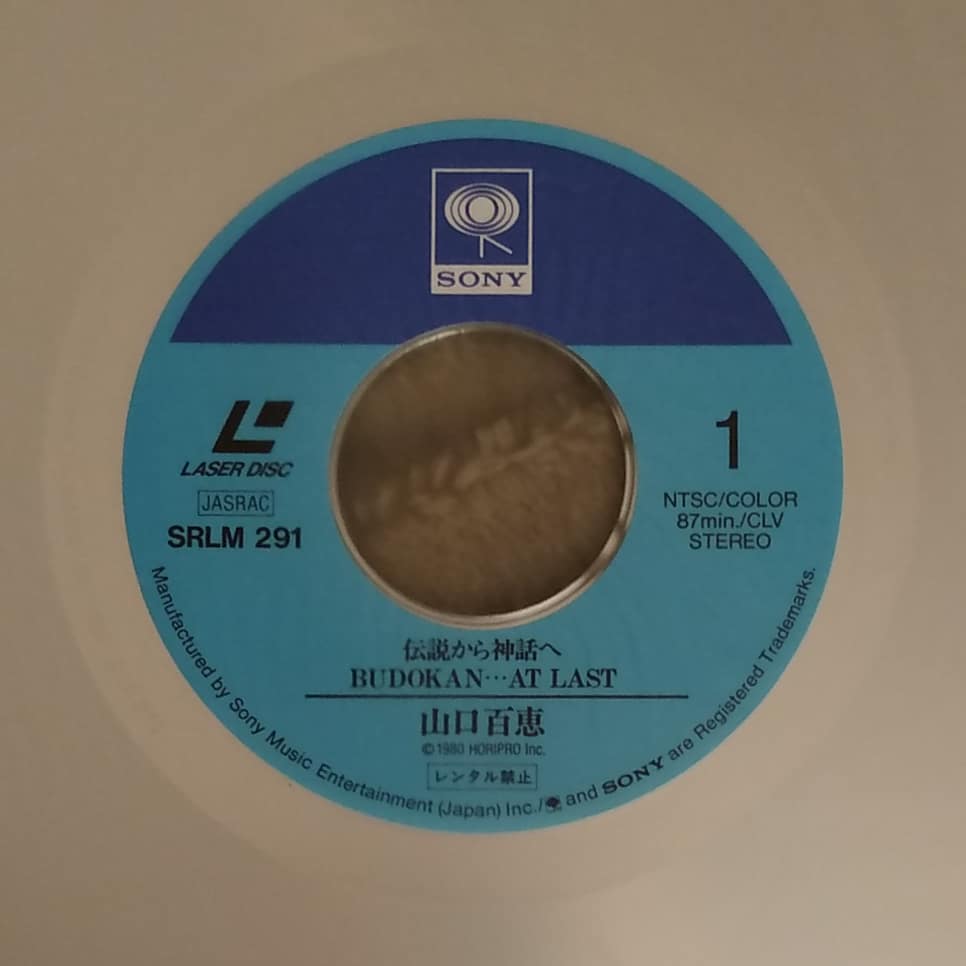 SONY
LASER DISC
JASRAC
SRLM 291
1
NTSC/COLOR
87min./CLV
STEREO
伝説から神話へ
BUDOKAN…AT LAST
山口百恵
©1980 HORIPRO Inc.
レンタル禁止
Manufactured by Sony Music Entertainment (Japan) Inc./ and SONY are Registered Trademarks.